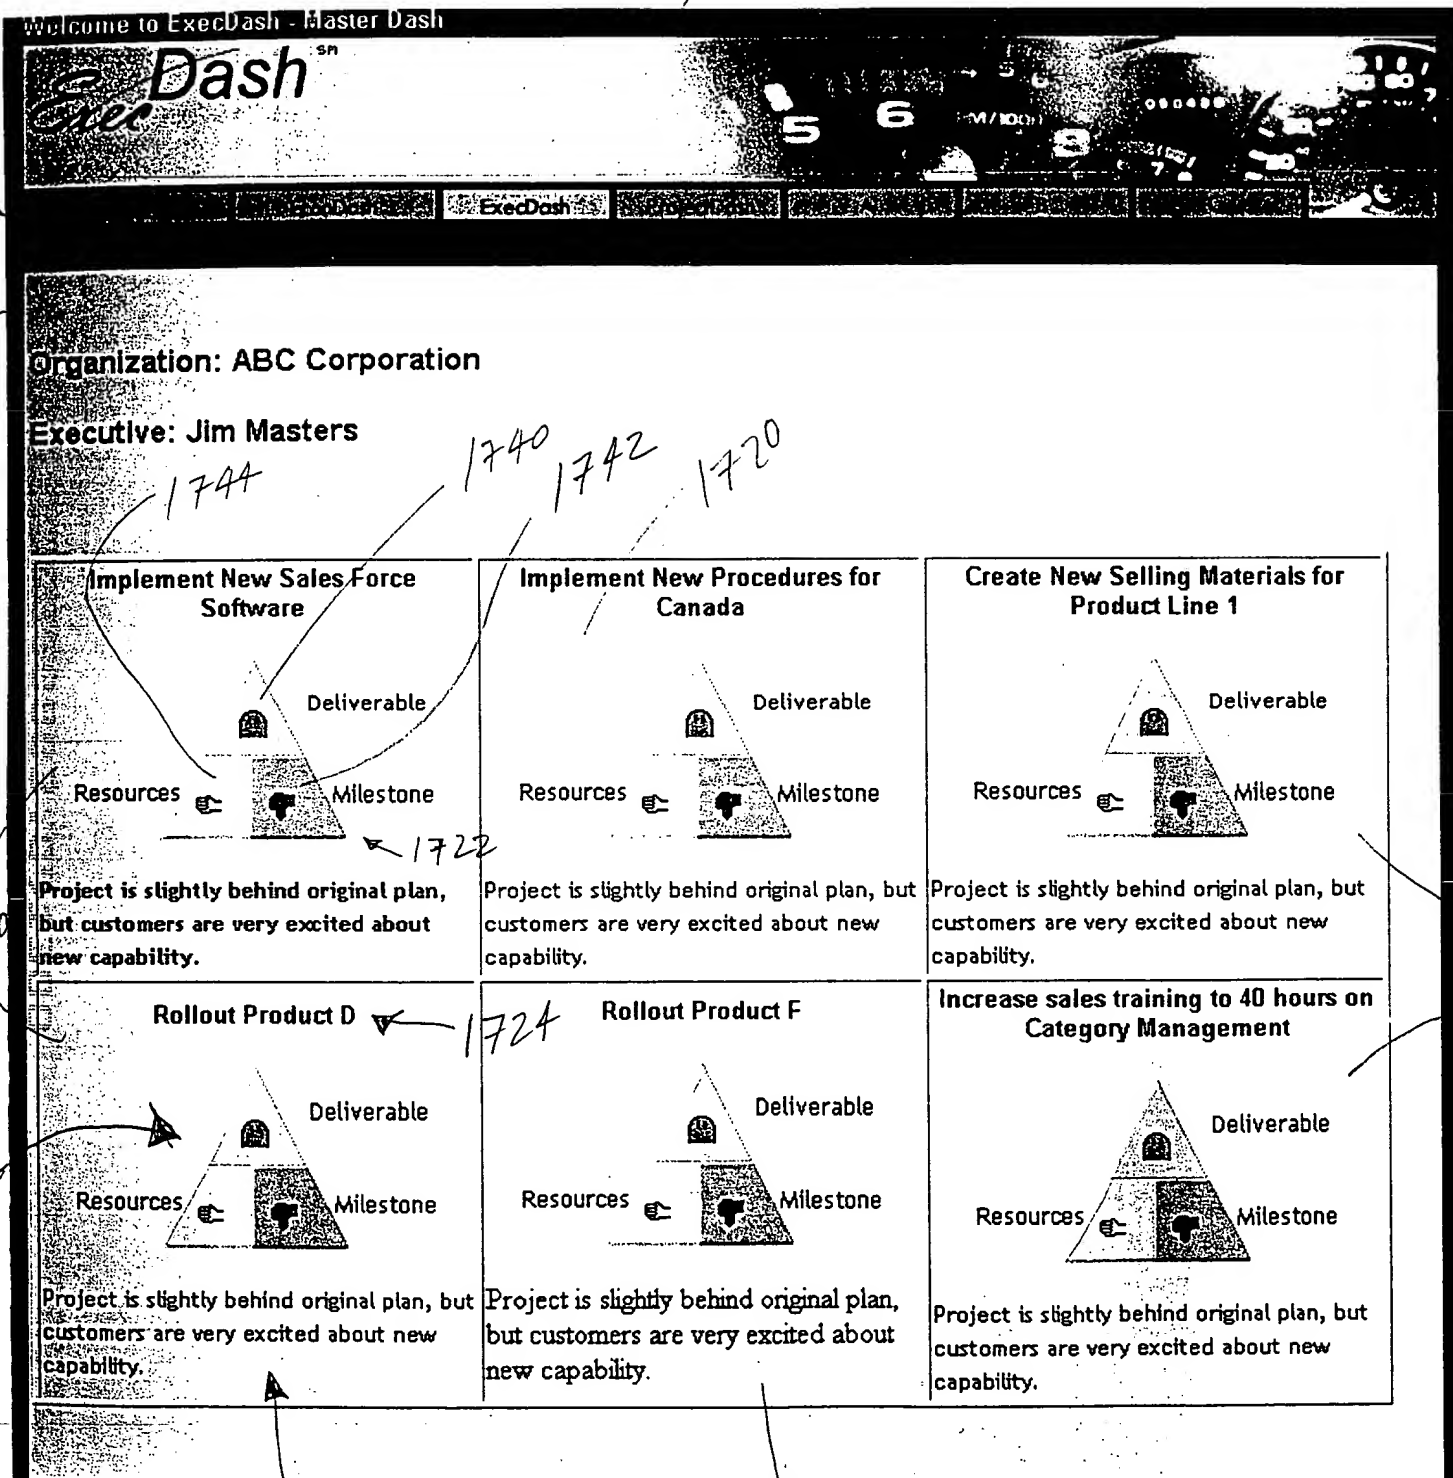 Welcome to ExecDash - Master Dash
ExecDash SM
5 6
ExecDash
Organization: ABC Corporation
Executive: Jim Masters
1744 1740 1742 1720
Implement New Sales Force
Software
Deliverable
Resources
Milestone
1722
Project is slightly behind original plan,
but customers are very excited about
new capability.
Implement New Procedures for
Canada
Deliverable
Resources
Milestone
Project is slightly behind original plan, but
customers are very excited about new
capability.
Create New Selling Materials for
Product Line 1
Deliverable
Resources
Milestone
Project is slightly behind original plan, but
customers are very excited about new
capability.
Rollout Product D
1724
Deliverable
Resources
Milestone
Project is slightly behind original plan, but
customers are very excited about new
capability.
Rollout Product F
Deliverable
Resources
Milestone
Project is slightly behind original plan,
but customers are very excited about
new capability.
Increase sales training to 40 hours on
Category Management
Deliverable
Resources
Milestone
Project is slightly behind original plan, but
customers are very excited about new
capability.